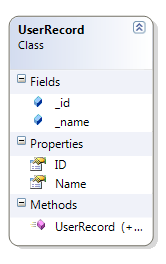 UserRecord
Class
Fields
_id
_name
Properties
ID
Name
Methods
UserRecord (+...